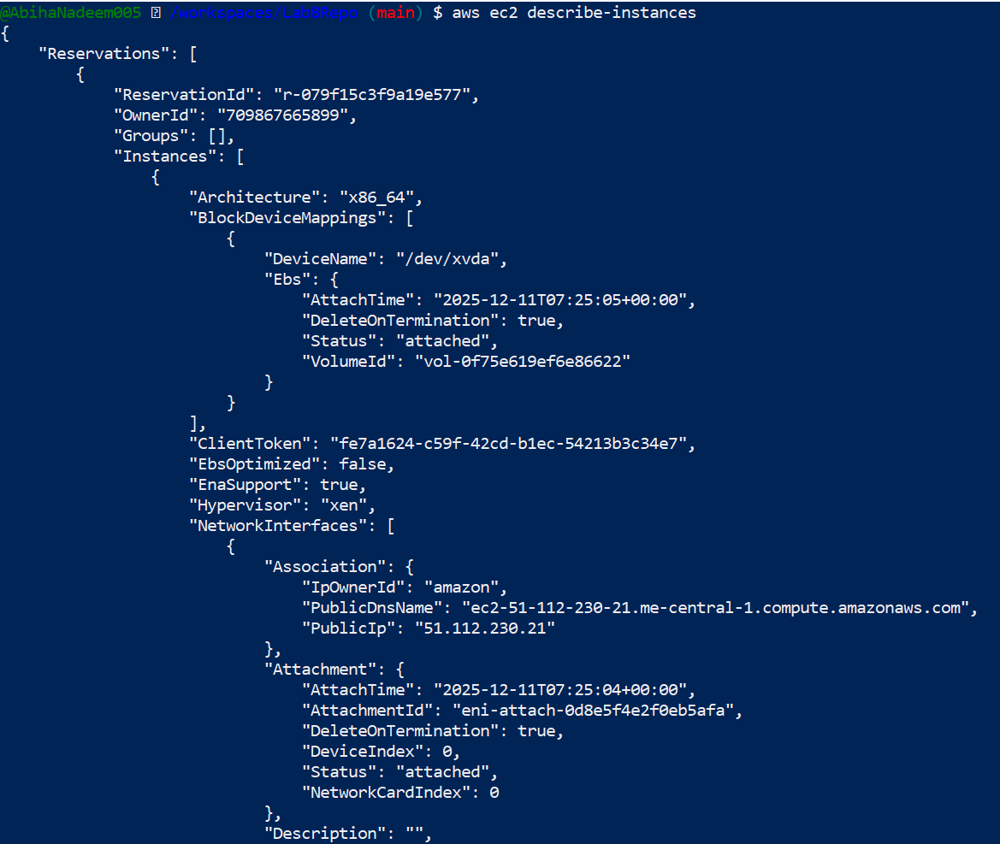 @AbihaNadeem005 /workspaces/Lab8Repo (main) $ aws ec2 describe-instances
{
    "Reservations": [
        {
            "ReservationId": "r-079f15c3f9a19e577",
            "OwnerId": "709867665899",
            "Groups": [],
            "Instances": [
                {
                    "Architecture": "x86_64",
                    "BlockDeviceMappings": [
                        {
                            "DeviceName": "/dev/xvda",
                            "Ebs": {
                                "AttachTime": "2025-12-11T07:25:05+00:00",
                                "DeleteOnTermination": true,
                                "Status": "attached",
                                "VolumeId": "vol-0f75e619ef6e86622"
                            }
                        }
                    ],
                    "ClientToken": "fe7a1624-c59f-42cd-b1ec-54213b3c34e7",
                    "EbsOptimized": false,
                    "EnaSupport": true,
                    "Hypervisor": "xen",
                    "NetworkInterfaces": [
                        {
                            "Association": {
                                "IpOwnerId": "amazon",
                                "PublicDnsName": "ec2-51-112-230-21.me-central-1.compute.amazonaws.com",
                                "PublicIp": "51.112.230.21"
                            },
                            "Attachment": {
                                "AttachTime": "2025-12-11T07:25:04+00:00",
                                "AttachmentId": "eni-attach-0d8e5f4e2f0eb5afa",
                                "DeleteOnTermination": true,
                                "DeviceIndex": 0,
                                "Status": "attached",
                                "NetworkCardIndex": 0
                            },
                            "Description": "",